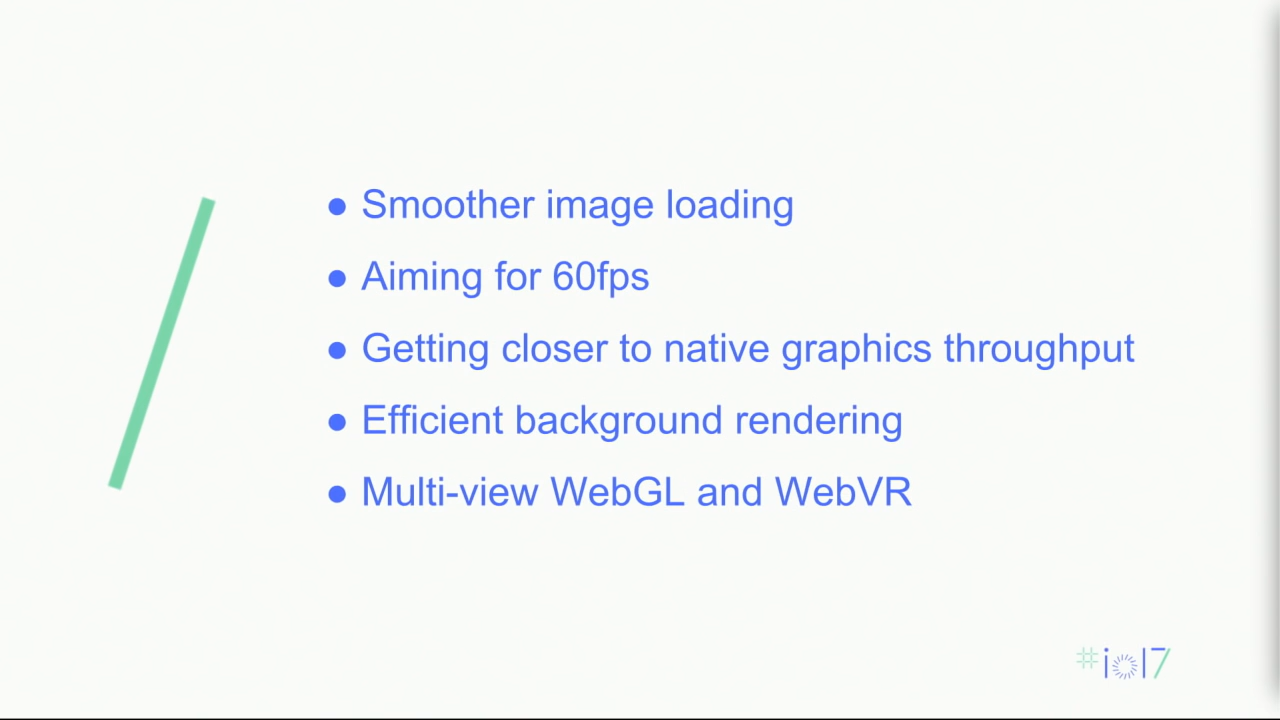 ● Smoother image loading
● Aiming for 60fps
● Getting closer to native graphics throughput
● Efficient background rendering
● Multi-view WebGL and WebVR
#io17